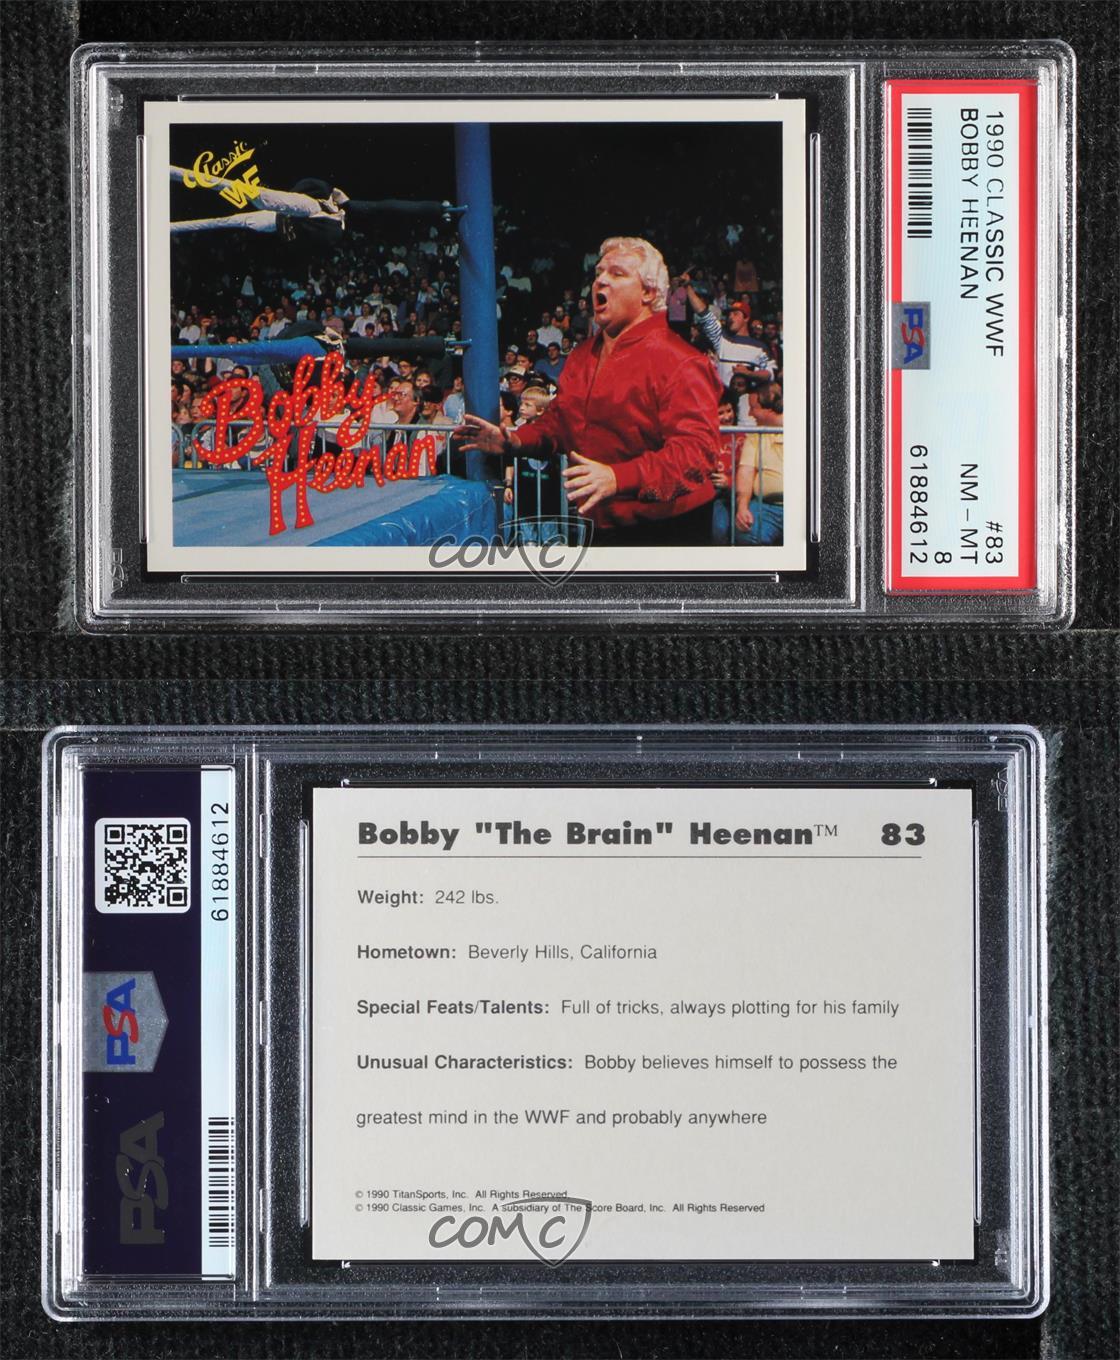 Classic
WF
Bobby
Heenan
1990 CLASSIC WWF #83
BOBBY HEENAN NM-MT
8
PSA 61884612
COMC
61884612
PSA
PSA
Bobby "The Brain" Heenan™ 83
Weight: 242 lbs.
Hometown: Beverly Hills, California
Special Feats/Talents: Full of tricks, always plotting for his family
Unusual Characteristics: Bobby believes himself to possess the
greatest mind in the WWF and probably anywhere
© 1990 TitanSports, Inc. All Rights Reserved
© 1990 Classic Games, Inc. A subsidiary of The Score Board, Inc. All Rights Reserved
COMC